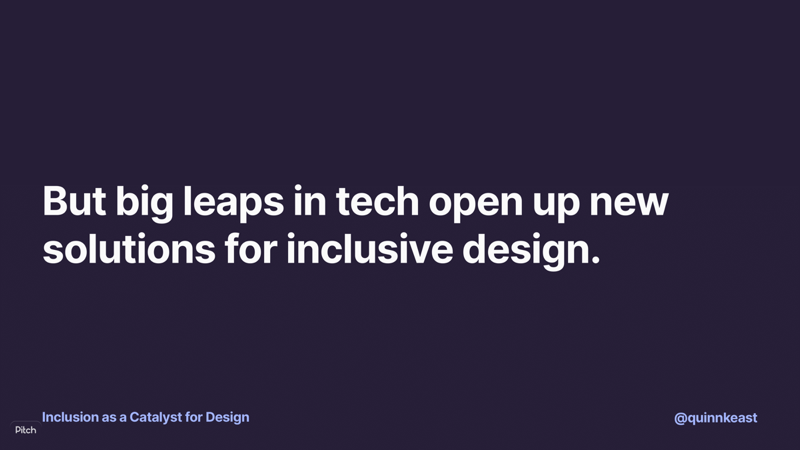 But big leaps in tech open up new
solutions for inclusive design.
Inclusion as a Catalyst for Design
@quinnkeast
Pitch